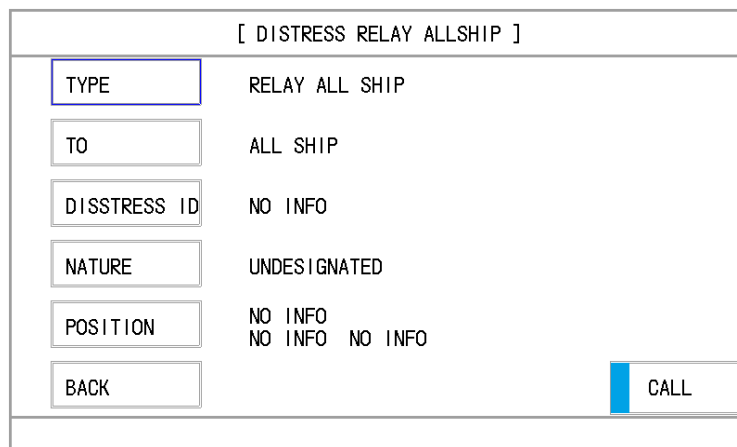 [ DISTRESS RELAY ALLSHIP ]
TYPE RELAY ALL SHIP
TO ALL SHIP
DISSTRESS ID NO INFO
NATURE UNDESIGNATED
POSITION NO INFO
NO INFO NO INFO
BACK CALL